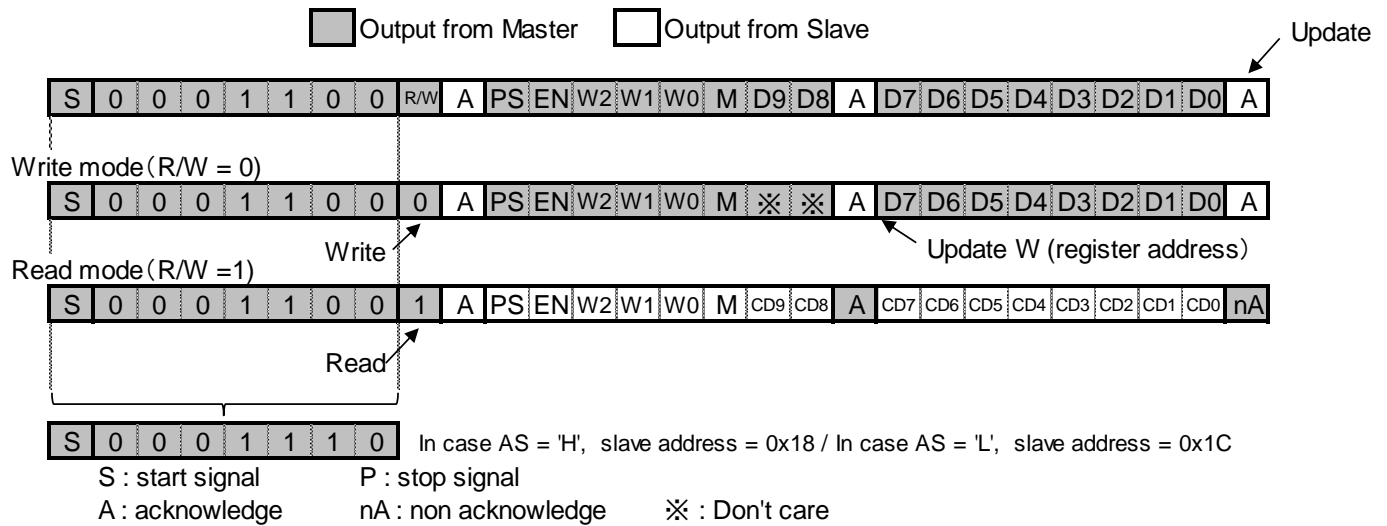 Output from Master Output from Slave Update
S 0 0 0 1 1 0 0 R/W A PS EN W2 W1 W0 M D9 D8 A D7 D6 D5 D4 D3 D2 D1 D0 A
Write mode(R/W = 0)
S 0 0 0 1 1 0 0 0 A PS EN W2 W1 W0 M ※ ※ A D7 D6 D5 D4 D3 D2 D1 D0 A
Write Update W (register address)
Read mode(R/W =1)
S 0 0 0 1 1 0 0 1 A PS EN W2 W1 W0 M CD9 CD8 A CD7 CD6 CD5 CD4 CD3 CD2 CD1 CD0 nA
Read
S 0 0 0 1 1 1 0 In case AS = 'H', slave address = 0x18 / In case AS = 'L', slave address = 0x1C
S : start signal P : stop signal
A : acknowledge nA : non acknowledge ※ : Don't care